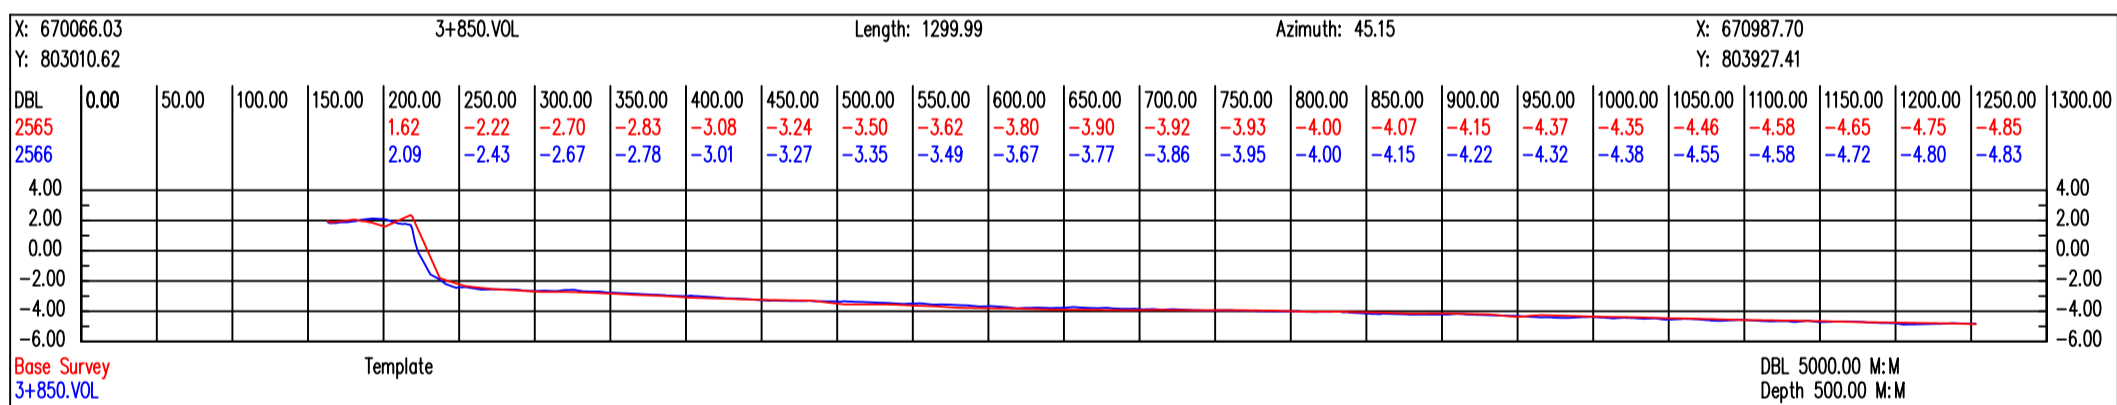 X: 670066.03 3+850.VOL Length: 1299.99 Azimuth: 45.15 X: 670987.70
Y: 803010.62 Y: 803927.41
DBL 0.00 50.00 100.00 150.00 200.00 250.00 300.00 350.00 400.00 450.00 500.00 550.00 600.00 650.00 700.00 750.00 800.00 850.00 900.00 950.00 1000.00 1050.00 1100.00 1150.00 1200.00 1250.00 1300.00
2565 1.62 -2.22 -2.70 -2.83 -3.08 -3.24 -3.50 -3.62 -3.80 -3.90 -3.92 -3.93 -4.00 -4.07 -4.15 -4.37 -4.35 -4.46 -4.58 -4.65 -4.75 -4.85
2566 2.09 -2.43 -2.67 -2.78 -3.01 -3.27 -3.35 -3.49 -3.67 -3.77 -3.86 -3.95 -4.00 -4.15 -4.22 -4.32 -4.38 -4.55 -4.58 -4.72 -4.80 -4.83
4.00 4.00
2.00 2.00
0.00 0.00
-2.00 -2.00
-4.00 -4.00
-6.00 -6.00
Base Survey Template DBL 5000.00 M:M
3+850.VOL Depth 500.00 M:M